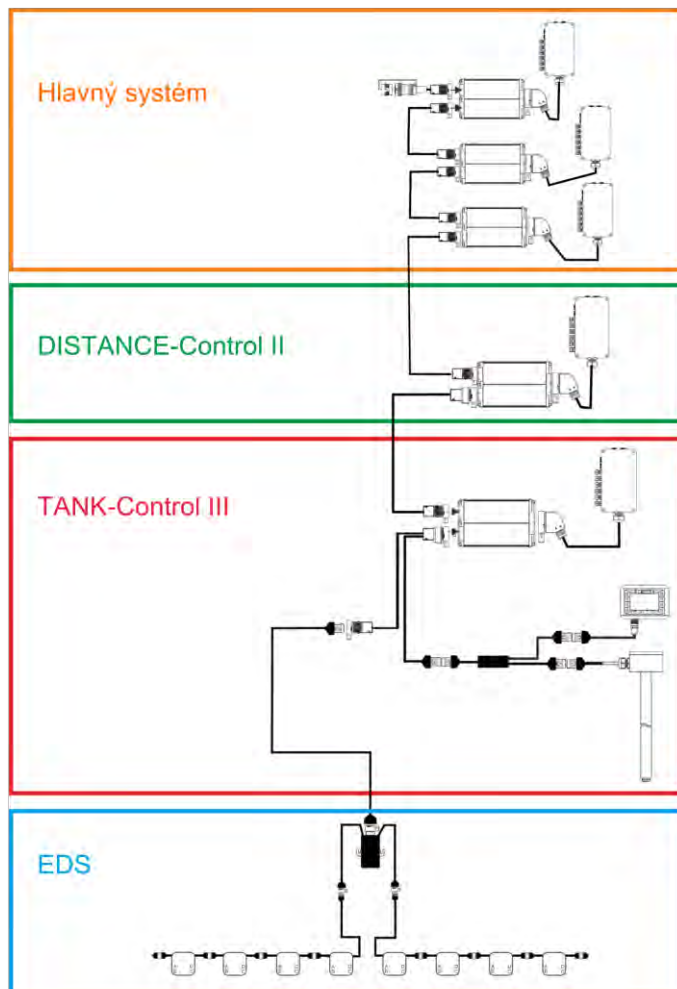 Hlavný systém
DISTANCE-Control II
TANK-Control III
EDS